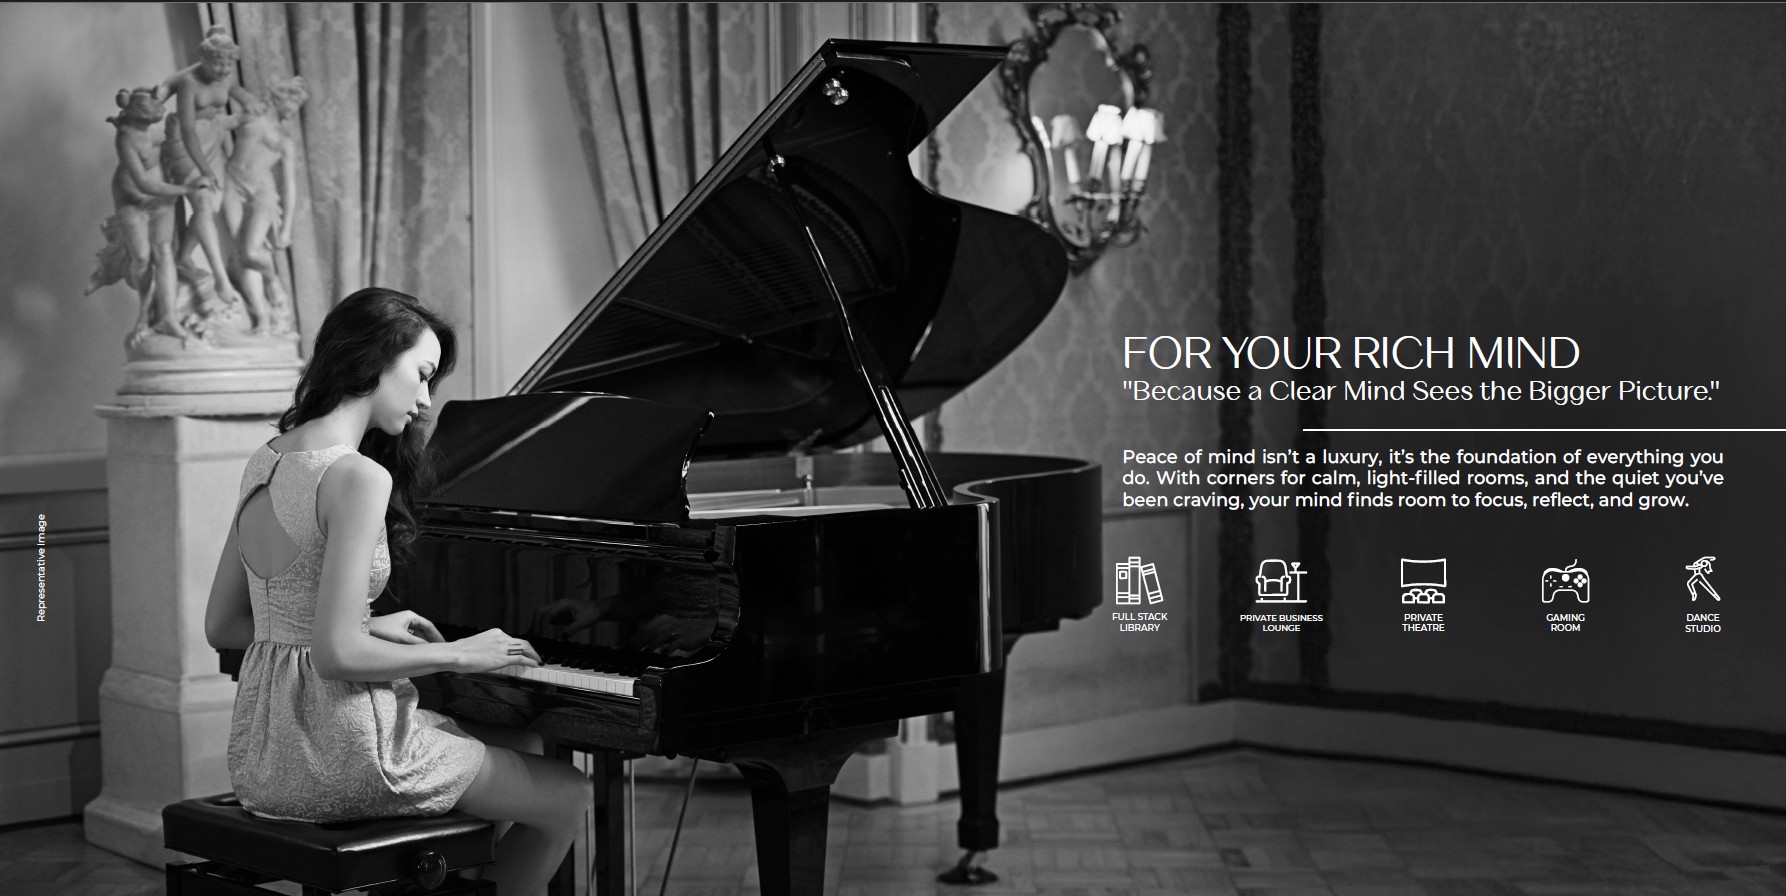 FOR YOUR RICH MIND
"Because a Clear Mind Sees the Bigger Picture."
Peace of mind isn't a luxury, it's the foundation of everything you
do. With corners for calm, light-filled rooms, and the quiet you've
been craving, your mind finds room to focus, reflect, and grow.
FULL STACK
LIBRARY
PRIVATE BUSINESS
LOUNGE
PRIVATE
THEATRE
GAMING
ROOM
DANCE
STUDIO
Representative Image